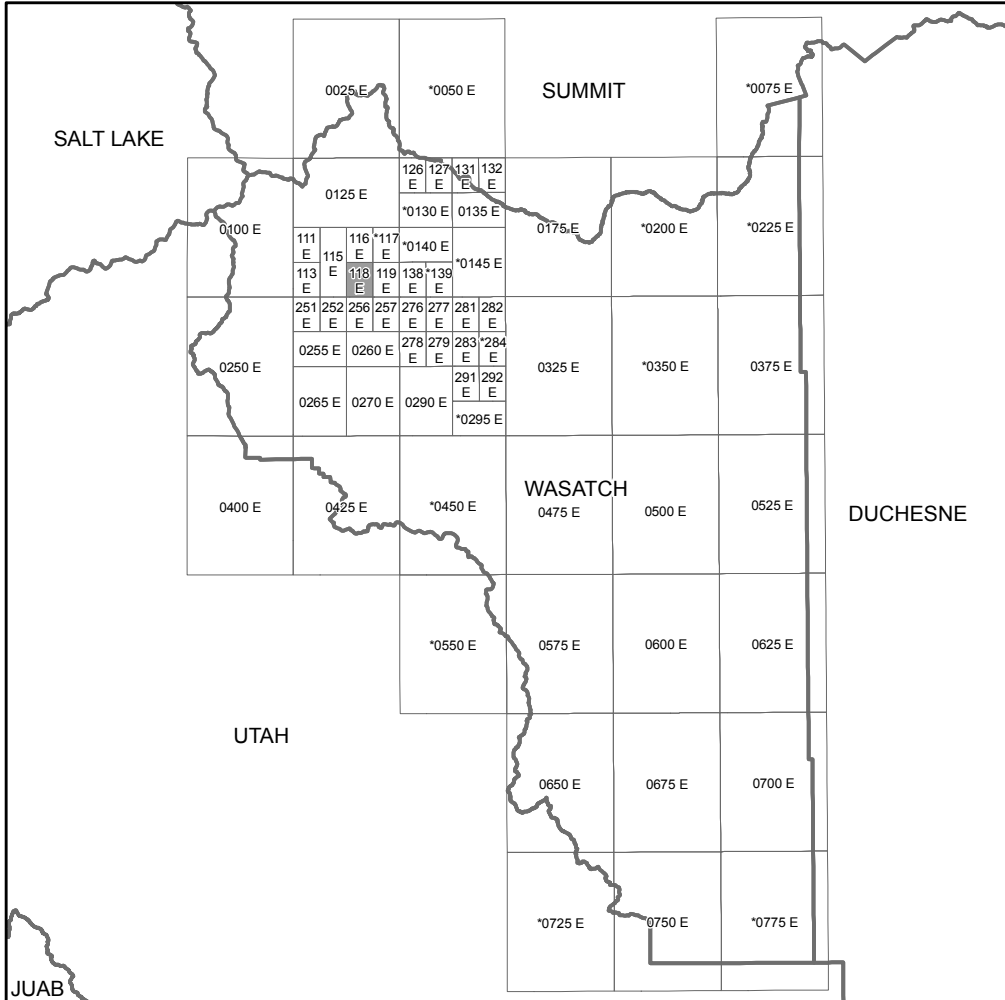 0025 E
*0050 E
SUMMIT
*0075 E
SALT LAKE
126
E
127
E
131
E
132
E
0125 E
*0130 E
0135 E
0100 E
0175 E
*0200 E
*0225 E
111
E
115
E
116
E
*117
E
*0140 E
*0145 E
113
E
118
E
119
E
138
E
*139
E
251
E
252
E
256
E
257
E
276
E
277
E
281
E
282
E
0255 E
0260 E
278
E
279
E
283
E
*284
E
0250 E
0325 E
*0350 E
0375 E
291
E
292
E
0265 E
0270 E
0290 E
*0295 E
WASATCH
0400 E
0425 E
*0450 E
0475 E
0500 E
0525 E
DUCHESNE
*0550 E
0575 E
0600 E
0625 E
UTAH
0650 E
0675 E
0700 E
*0725 E
0750 E
*0775 E
JUAB